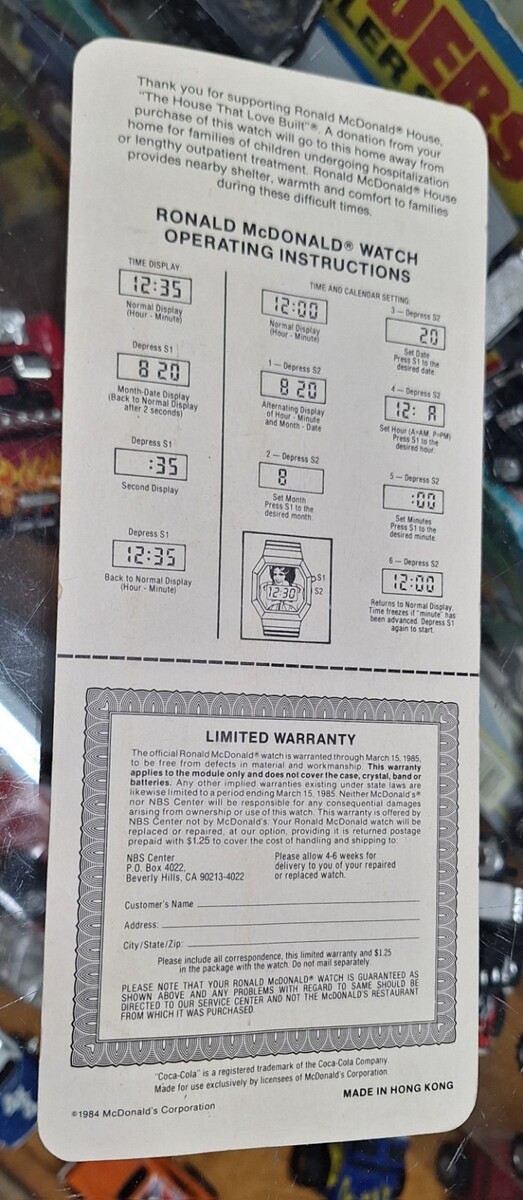 DERS
LER
Thank you for supporting Ronald McDonald® House,
"The House That Love Built"®. A donation from your
purchase of this watch will go to this home away from
home for families of children undergoing hospitalization
or lengthy outpatient treatment. Ronald McDonald® House
provides nearby shelter, warmth and comfort to families
during these difficult times.
RONALD McDONALD® WATCH
OPERATING INSTRUCTIONS
TIME DISPLAY:
12:35
Normal Display
(Hour - Minute)
Depress S1
8 20
Month-Date Display
(Back to Normal Display
after 2 seconds)
Depress S1
:35
Second Display
Depress S1
12:35
Back to Normal Display
(Hour - Minute)
TIME AND CALENDAR SETTING
12:00
Normal Display
(Hour - Minute)
1 — Depress S2
8 20
Alternating Display
of Hour - Minute
and Month - Date
2 — Depress S2
8
Set Month
Press S1 to the
desired month.
12:30
S1
S2
3 — Depress S2
20
Set Date
Press S1 to the
desired date.
4 — Depress S2
12: A
Set Hour (A=AM, P=PM)
Press S1 to the
desired hour.
5 — Depress S2
:00
Set Minutes
Press S1 to the
desired minute.
6 — Depress S2
12:00
Returns to Normal Display.
Time freezes if "minute" has
been advanced. Depress S1
again to start.
LIMITED WARRANTY
The official Ronald McDonald® watch is warranted through March 15, 1985,
to be free from defects in material and workmanship. This warranty
applies to the module only and does not cover the case, crystal, band or
batteries. Any other implied warranties existing under state laws are
likewise limited to a period ending March 15, 1985. Neither McDonald's®
nor NBS Center will be responsible for any consequential damages
arising from ownership or use of this watch. This warranty is offered by
NBS Center not by McDonald's. Your Ronald McDonald watch will be
replaced or repaired, at our option, providing it is returned postage
prepaid with $1.25 to cover the cost of handling and shipping to:
NBS Center
P.O. Box 4022,
Beverly Hills, CA 90213-4022
Please allow 4-6 weeks for
delivery to you of your repaired
or replaced watch.
Customer's Name
Address:
City/State/Zip:
Please include all correspondence, this limited warranty and $1.25
in the package with the watch. Do not mail separately.
PLEASE NOTE THAT YOUR RONALD McDONALD® WATCH IS GUARANTEED AS
SHOWN ABOVE AND ANY PROBLEMS WITH REGARD TO SAME SHOULD BE
DIRECTED TO OUR SERVICE CENTER AND NOT THE McDONALD'S RESTAURANT
FROM WHICH IT WAS PURCHASED.
"Coca-Cola" is a registered trademark of the Coca-Cola Company.
Made for use exclusively by licensees of McDonald's Corporation.
MADE IN HONG KONG
©1984 McDonald's Corporation